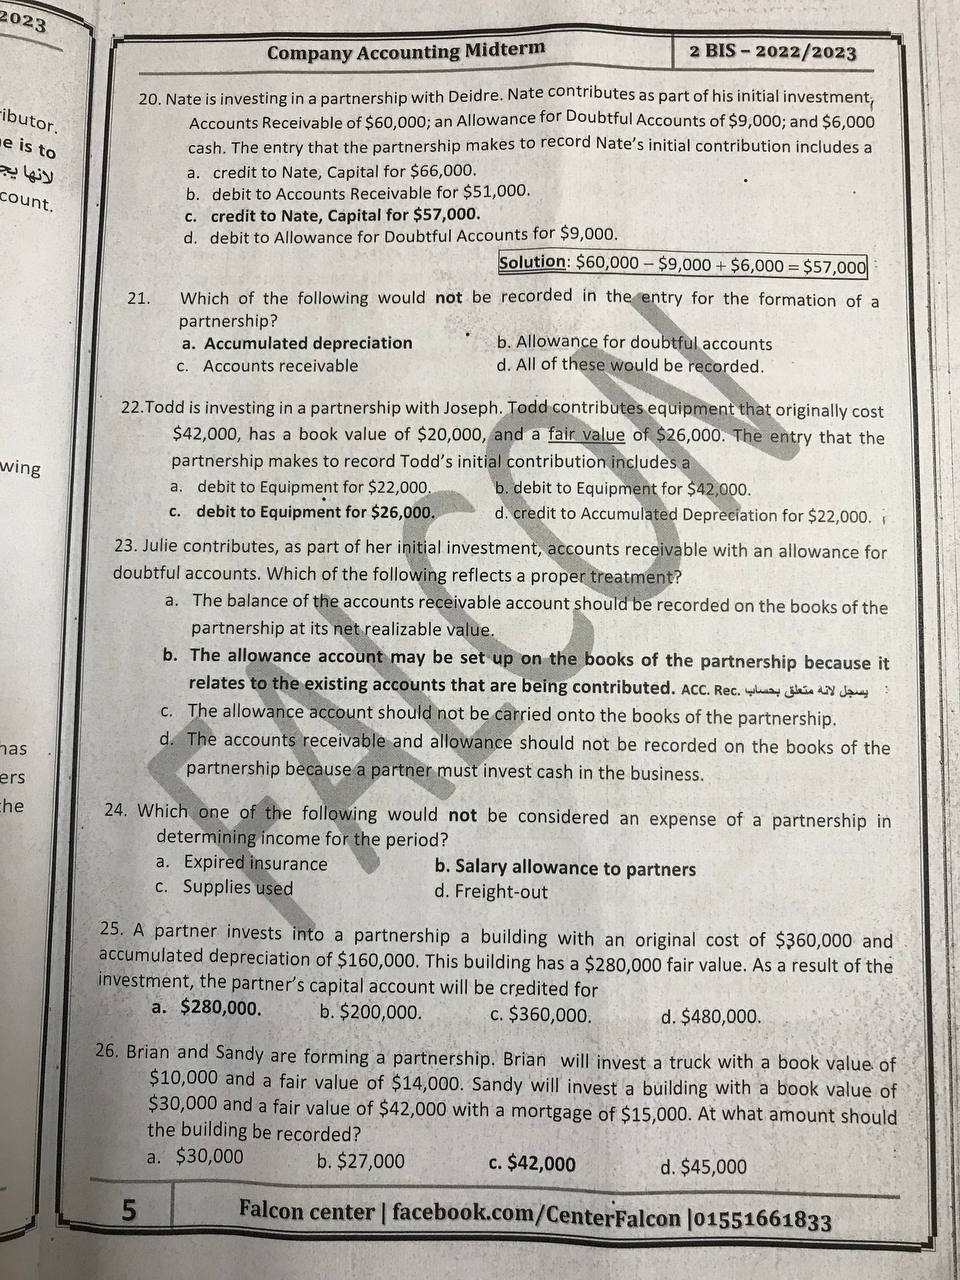 2023
ributor.
e is to
لانها يج
count.
wing
has
ers
the
Company Accounting Midterm
2 BIS – 2022/2023
20. Nate is investing in a partnership with Deidre. Nate contributes as part of his initial investment,
Accounts Receivable of $60,000; an Allowance for Doubtful Accounts of $9,000; and $6,000
cash. The entry that the partnership makes to record Nate's initial contribution includes a
a. credit to Nate, Capital for $66,000.
b. debit to Accounts Receivable for $51,000.
c. credit to Nate, Capital for $57,000.
d. debit to Allowance for Doubtful Accounts for $9,000.
Solution: $60,000 – $9,000 + $6,000 = $57,000
21. Which of the following would not be recorded in the entry for the formation of a
partnership?
a. Accumulated depreciation b. Allowance for doubtful accounts
c. Accounts receivable d. All of these would be recorded.
22.Todd is investing in a partnership with Joseph. Todd contributes equipment that originally cost
$42,000, has a book value of $20,000, and a fair value of $26,000. The entry that the
partnership makes to record Todd's initial contribution includes a
a. debit to Equipment for $22,000. b. debit to Equipment for $42,000.
c. debit to Equipment for $26,000. d. credit to Accumulated Depreciation for $22,000.
23. Julie contributes, as part of her initial investment, accounts receivable with an allowance for
doubtful accounts. Which of the following reflects a proper treatment?
a. The balance of the accounts receivable account should be recorded on the books of the
partnership at its net realizable value.
b. The allowance account may be set up on the books of the partnership because it
relates to the existing accounts that are being contributed. ACC. Rec. يسجل لانه متعلق بحساب
c. The allowance account should not be carried onto the books of the partnership.
d. The accounts receivable and allowance should not be recorded on the books of the
partnership because a partner must invest cash in the business.
24. Which one of the following would not be considered an expense of a partnership in
determining income for the period?
a. Expired insurance b. Salary allowance to partners
c. Supplies used d. Freight-out
25. A partner invests into a partnership a building with an original cost of $360,000 and
accumulated depreciation of $160,000. This building has a $280,000 fair value. As a result of the
investment, the partner's capital account will be credited for
a. $280,000. b. $200,000. c. $360,000. d. $480,000.
26. Brian and Sandy are forming a partnership. Brian will invest a truck with a book value of
$10,000 and a fair value of $14,000. Sandy will invest a building with a book value of
$30,000 and a fair value of $42,000 with a mortgage of $15,000. At what amount should
the building be recorded?
a. $30,000 b. $27,000 c. $42,000 d. $45,000
FALCON
5
Falcon center | facebook.com/CenterFalcon |01551661833